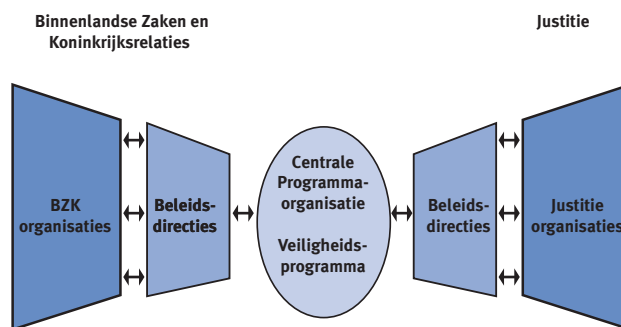 Binnenlandse Zaken en
Koninkrijksrelaties
Justitie
BZK
organisaties
Beleids-
directies
Centrale
Programma-
organisatie
Veiligheids-
programma
Beleids-
directies
Justitie
organisaties